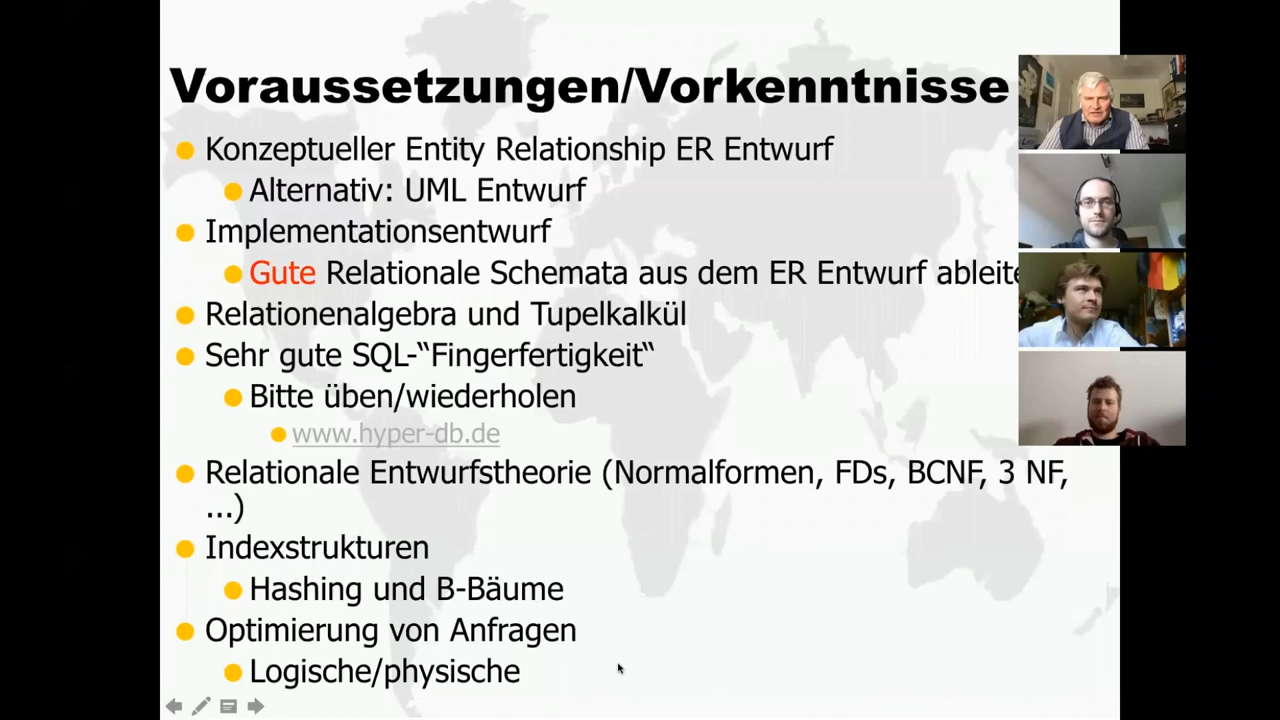 Voraussetzungen/Vorkenntnisse
Konzeptueller Entity Relationship ER Entwurf
Alternativ: UML Entwurf
Implementationsentwurf
Gute Relationale Schemata aus dem ER Entwurf ableite
Relationenalgebra und Tupelkalkül
Sehr gute SQL-“Fingerfertigkeit“
Bitte üben/wiederholen
www.hyper-db.de
Relationale Entwurfstheorie (Normalformen, FDs, BCNF, 3 NF,
...)
Indexstrukturen
Hashing und B-Bäume
Optimierung von Anfragen
Logische/physische